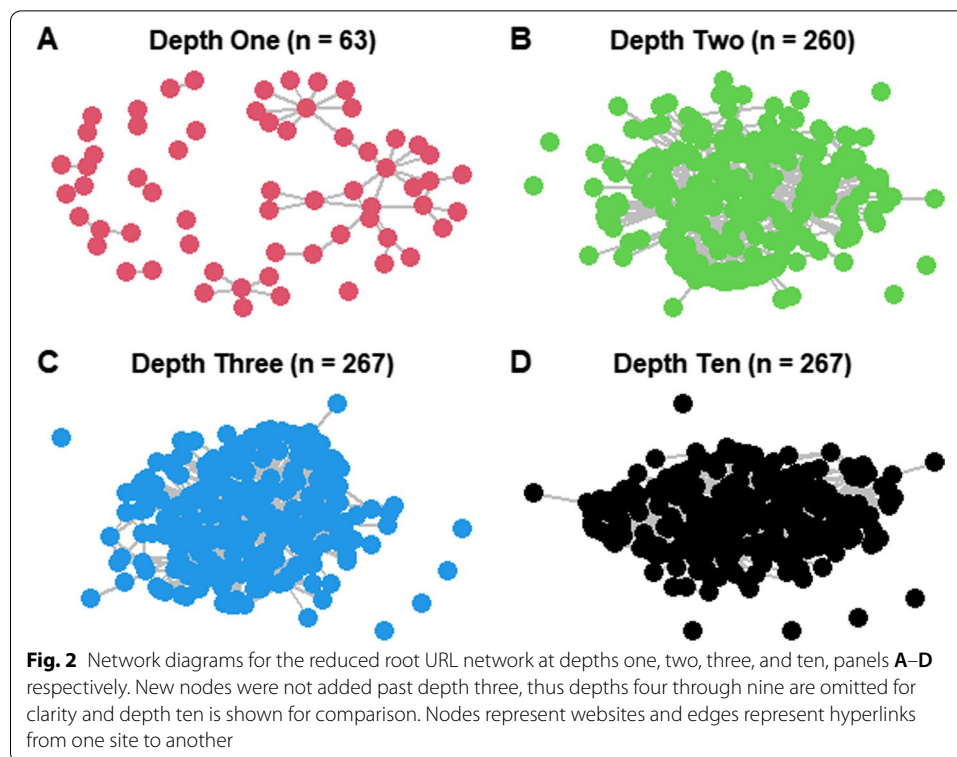 A Depth One (n = 63)
B Depth Two (n = 260)
C Depth Three (n = 267)
D Depth Ten (n = 267)
Fig. 2 Network diagrams for the reduced root URL network at depths one, two, three, and ten, panels A–D
respectively. New nodes were not added past depth three, thus depths four through nine are omitted for
clarity and depth ten is shown for comparison. Nodes represent websites and edges represent hyperlinks
from one site to another